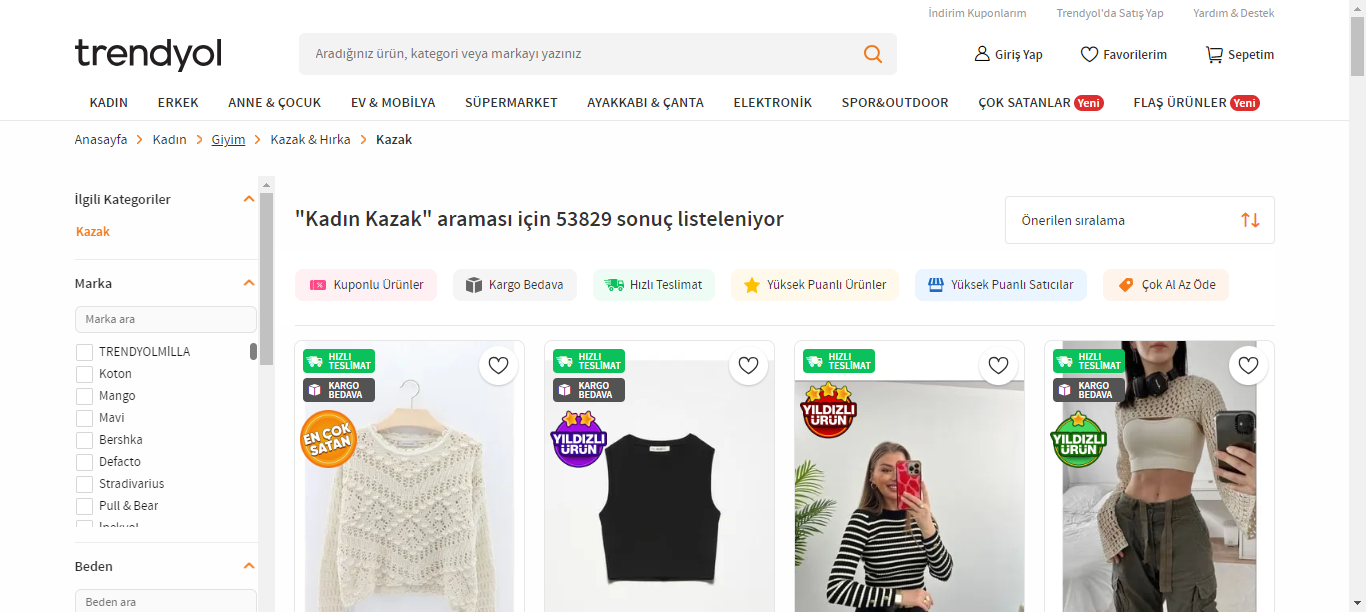 İndirim Kuponlarım Trendyol'da Satış Yap Yardım & Destek
trendyol
Aradığınız ürün, kategori veya markayı yazınız
Giriş Yap Favorilerim Sepetim
KADIN ERKEK ANNE & ÇOCUK EV & MOBİLYA SÜPERMARKET AYAKKABI & ÇANTA ELEKTRONİK SPOR&OUTDOOR ÇOK SATANLAR Yeni FLAŞ ÜRÜNLER Yeni
Anasayfa Kadın Giyim Kazak & Hırka Kazak
İlgili Kategoriler
Kazak
Marka
Marka ara
TRENDYOLMİLLA
Koton
Mango
Mavi
Bershka
Defacto
Stradivarius
Pull & Bear
Beden
Beden ara
"Kadın Kazak" araması için 53829 sonuç listeleniyor
Önerilen sıralama
Kuponlu Ürünler Kargo Bedava Hızlı Teslimat Yüksek Puanlı Ürünler Yüksek Puanlı Satıcılar Çok Al Az Öde
HIZLI
TESLİMAT
KARGO
BEDAVA
EN ÇOK
SATAN
HIZLI
TESLİMAT
KARGO
BEDAVA
YILDIZLI
ÜRÜN
HIZLI
TESLİMAT
YILDIZLI
ÜRÜN
HIZLI
TESLİMAT
KARGO
BEDAVA
YILDIZLI
ÜRÜN